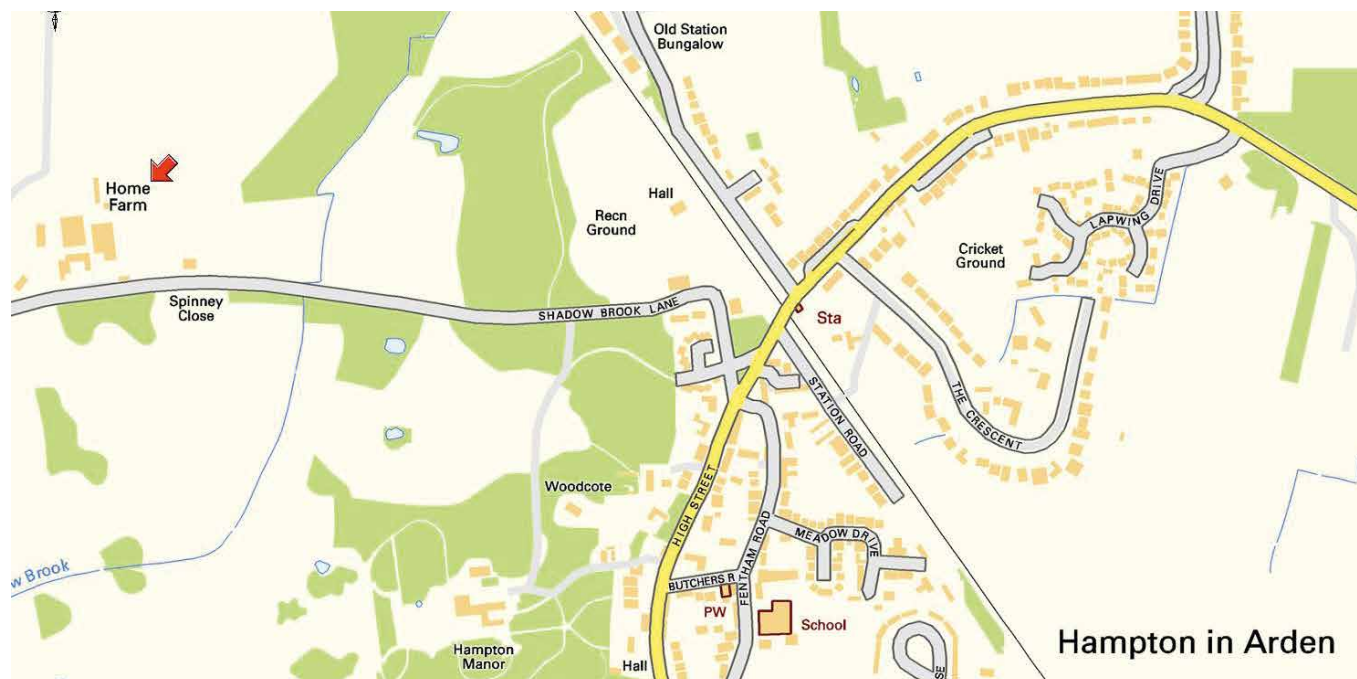 Old Station
Bungalow
Home
Farm
Hall
Recn
Ground
LAPWING DRIVE
Cricket
Ground
Spinney
Close
SHADOW BROOK LANE
Sta
STATION ROAD
THE CRESCENT
Woodcote
HIGH STREET
FENTHAM ROAD
MEADOW DRIVE
w Brook
BUTCHERS R
PW
School
Hampton
Manor
Hall
Hampton in Arden
SE